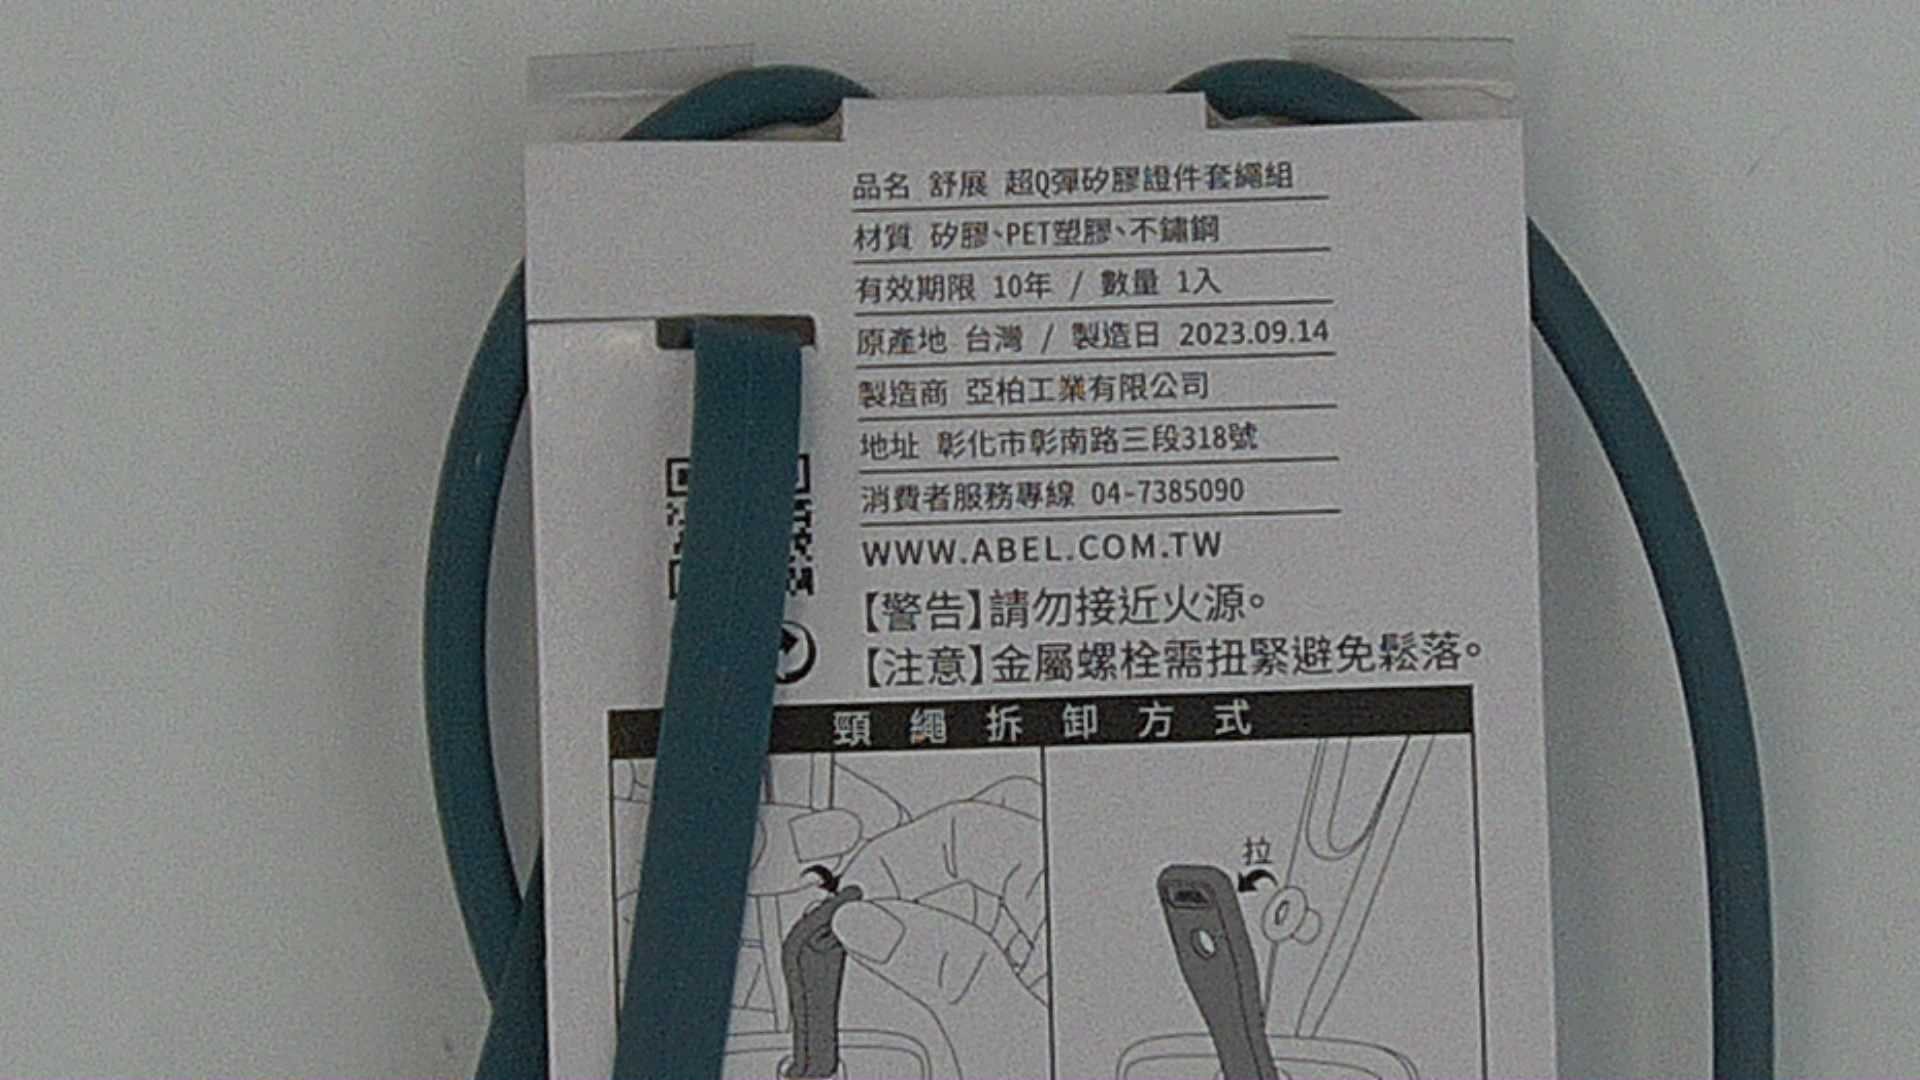 品名 舒展 超Q彈矽膠證件套繩組
材質 矽膠、PET塑膠、不鏽鋼
有效期限 10年 / 數量 1入
原產地 台灣 / 製造日 2023.09.14
製造商 亞柏工業有限公司
地址 彰化市彰南路三段318號
消費者服務專線 04-7385090
WWW.ABEL.COM.TW
【警告】請勿接近火源。
【注意】金屬螺栓需扭緊避免鬆落。
頸繩拆卸方式
拉